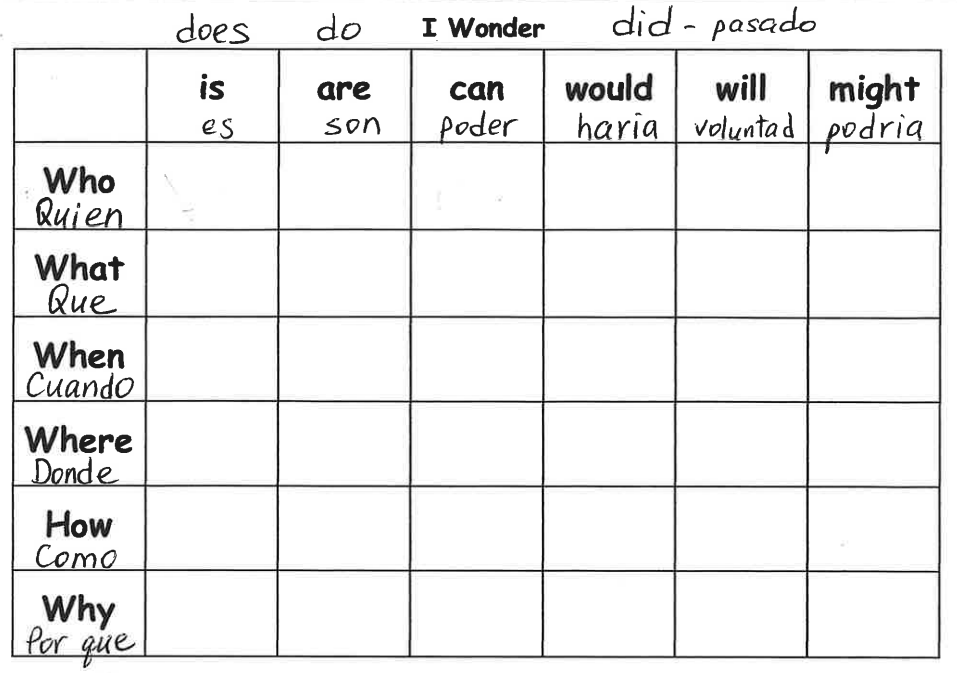 does do I Wonder did - pasado
is are can would will might
es son poder haria voluntad podria
Who
Quien
What
Que
When
Cuando
Where
Donde
How
Como
Why
Por que